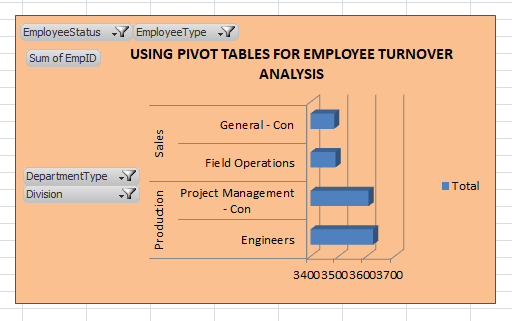 EmployeeStatus EmployeeType
Sum of EmpID
USING PIVOT TABLES FOR EMPLOYEE TURNOVER
ANALYSIS
Sales
General - Con
Field Operations
DepartmentType
Division
Production
Project Management
- Con
Engineers
Total
3400 3500 3600 3700